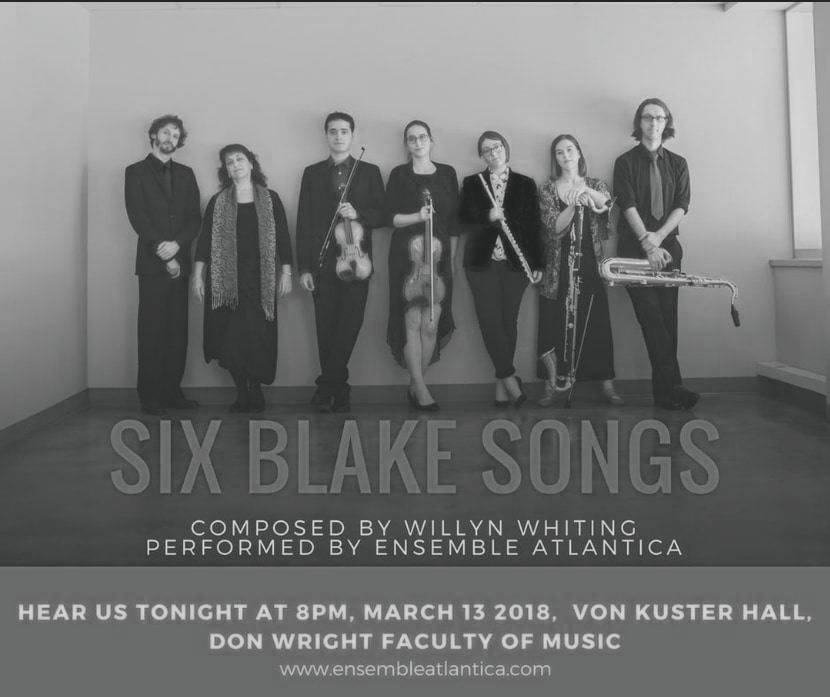 SIX BLAKE SONGS
COMPOSED BY WILLYN WHITING
PERFORMED BY ENSEMBLE ATLANTICA
HEAR US TONIGHT AT 8PM, MARCH 13 2018, VON KUSTER HALL,
DON WRIGHT FACULTY OF MUSIC
www.ensembleatlantica.com